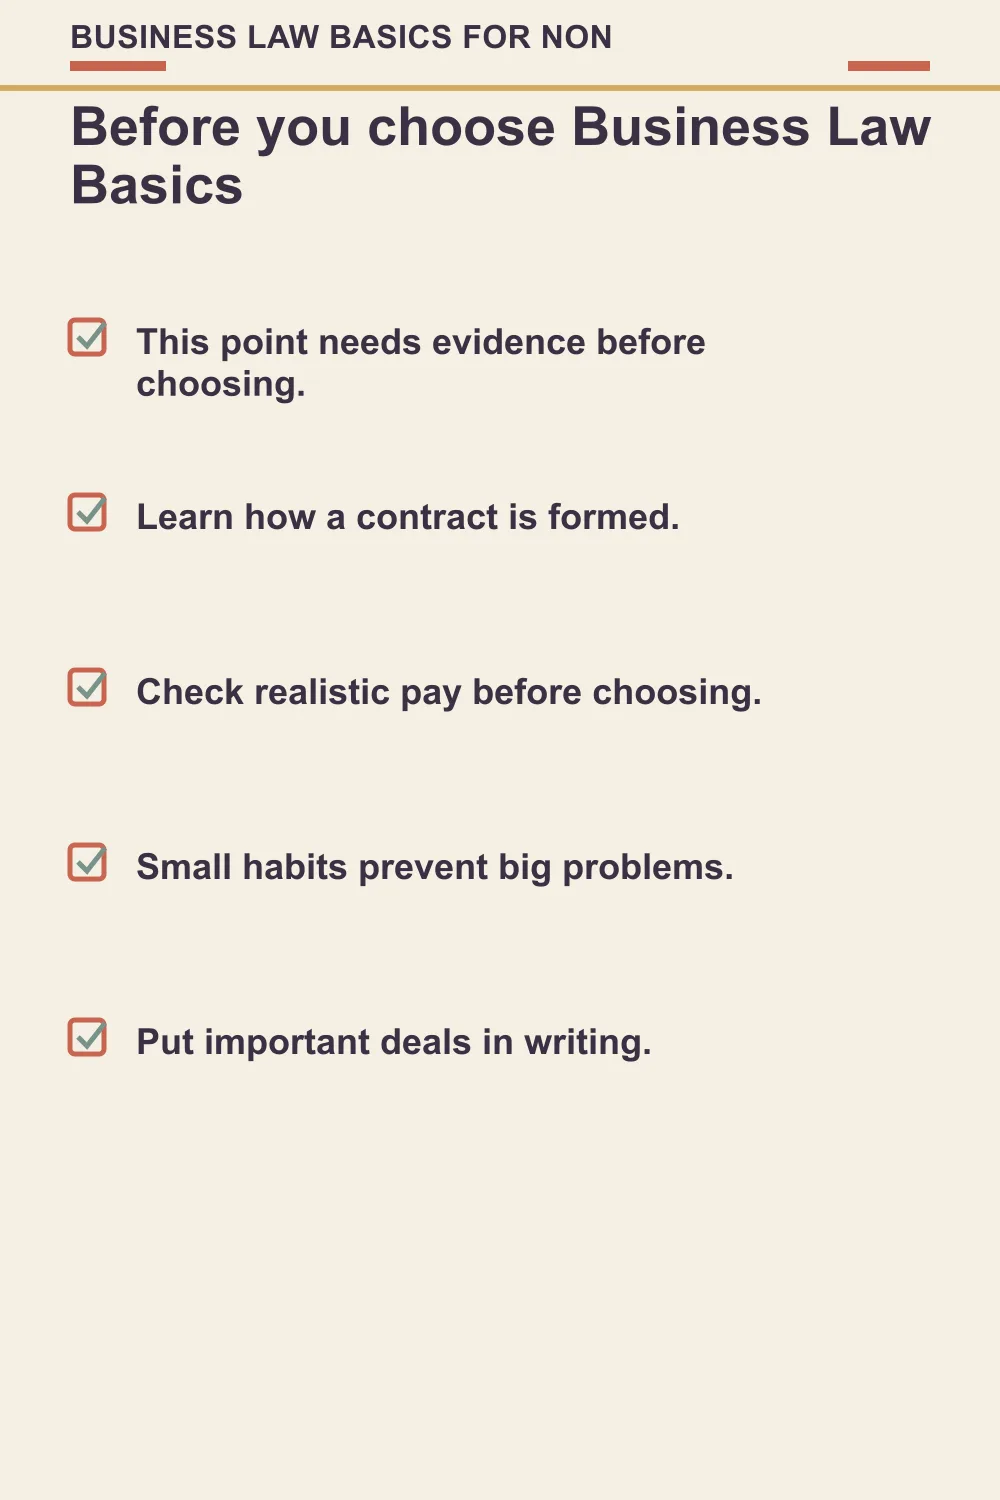 BUSINESS LAW BASICS FOR NON
Before you choose Business Law
Basics
This point needs evidence before
choosing.
Learn how a contract is formed.
Check realistic pay before choosing.
Small habits prevent big problems.
Put important deals in writing.